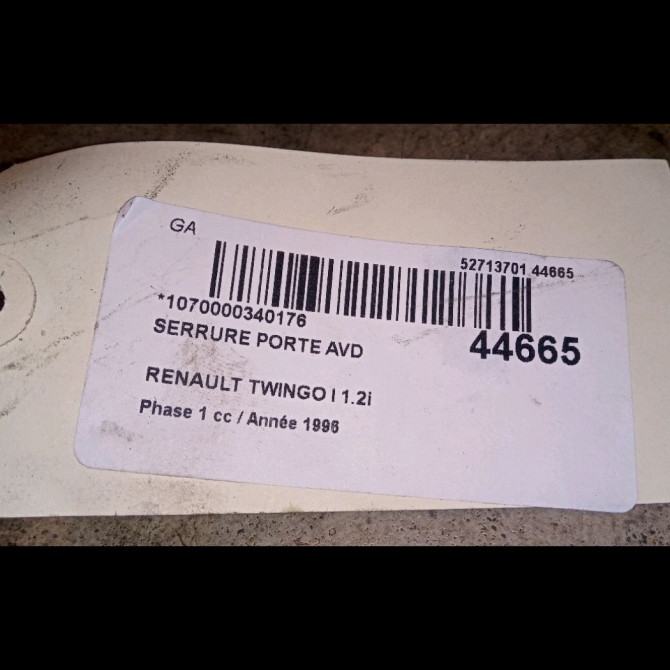 GA
52713701 44665
*1070000340176
44665
SERRURE PORTE AVD
RENAULT TWINGO I 1.2i
Phase 1 cc / Année 1996